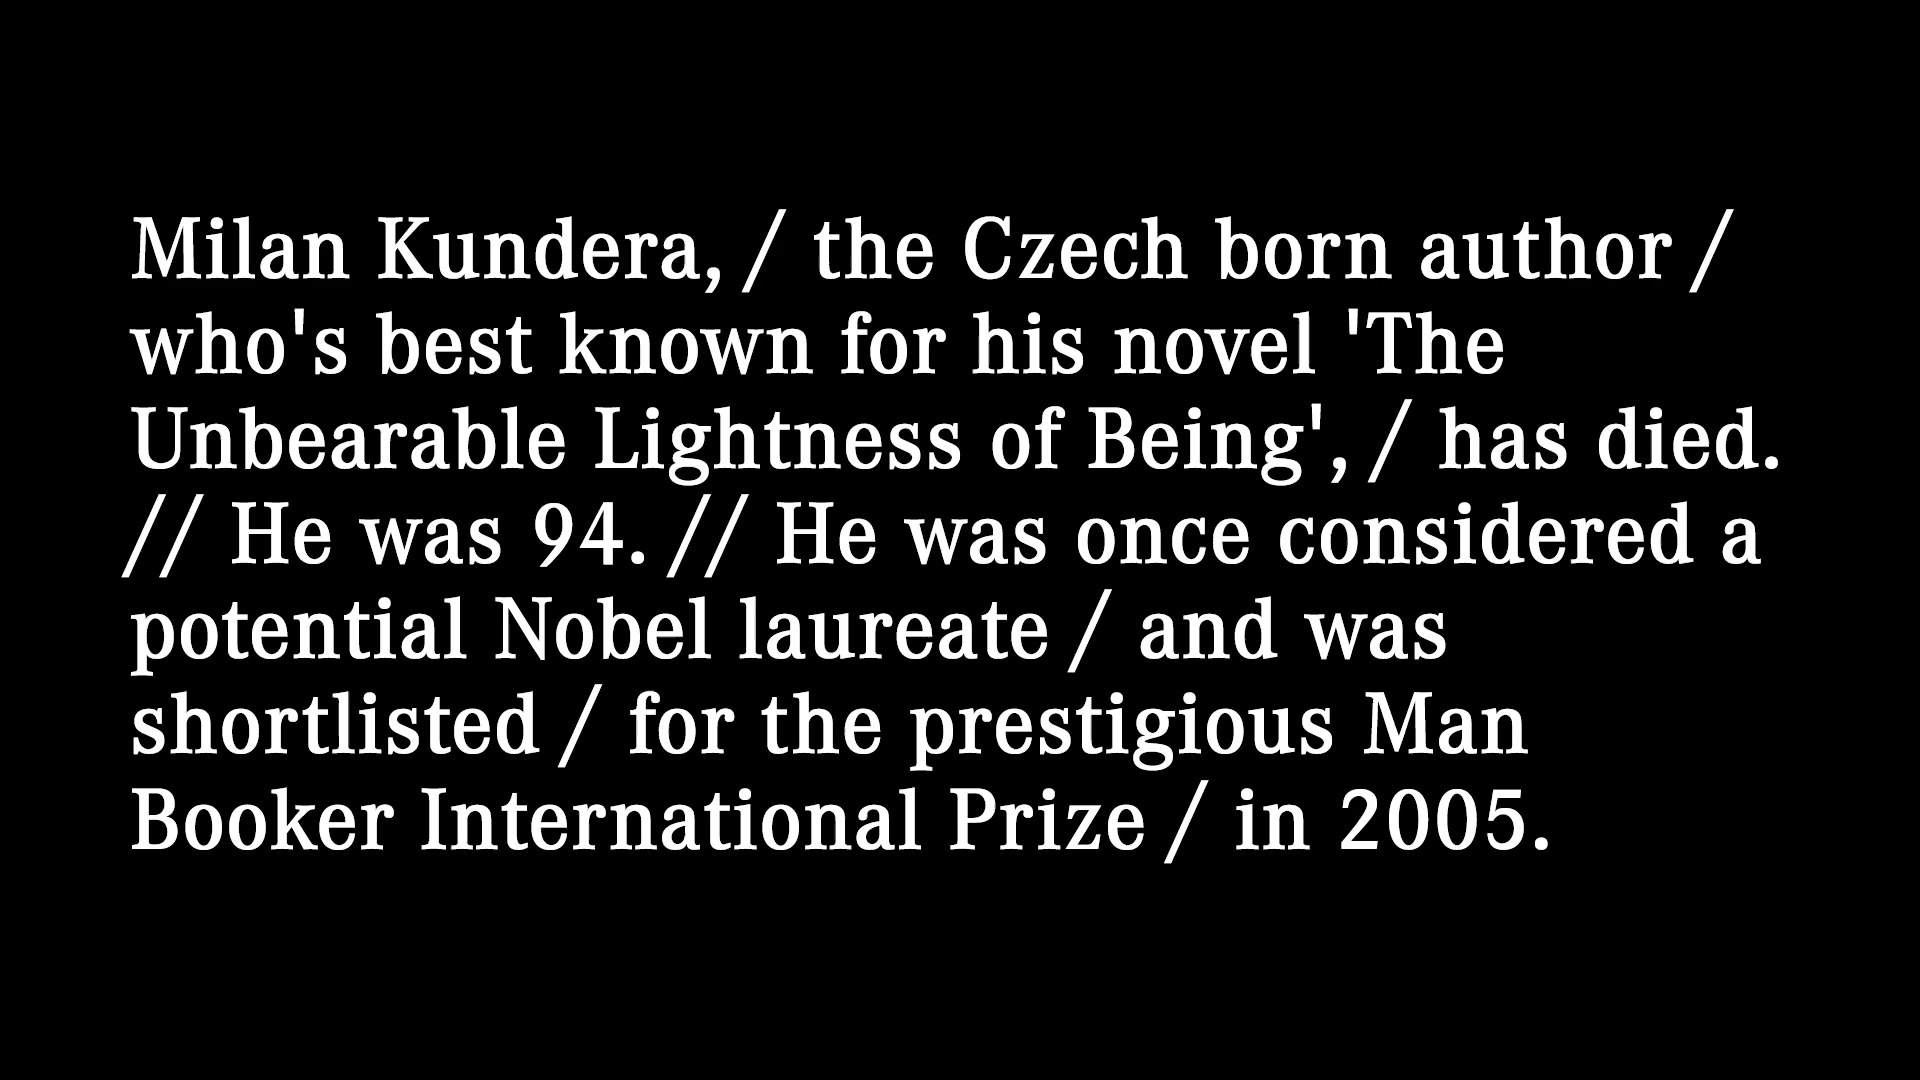 Milan Kundera, / the Czech born author /
who's best known for his novel 'The
Unbearable Lightness of Being', / has died.
// He was 94. // He was once considered a
potential Nobel laureate / and was
shortlisted / for the prestigious Man
Booker International Prize / in 2005.